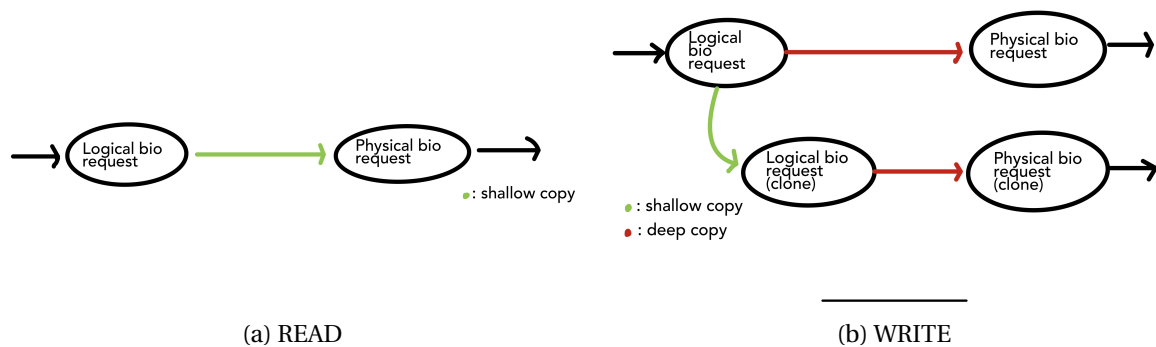 Logical bio
request
Physical bio
request
: shallow copy
(a) READ
Logical
bio
request
Physical bio
request
Logical bio
request
(clone)
Physical bio
request
(clone)
: shallow copy
: deep copy
(b) WRITE